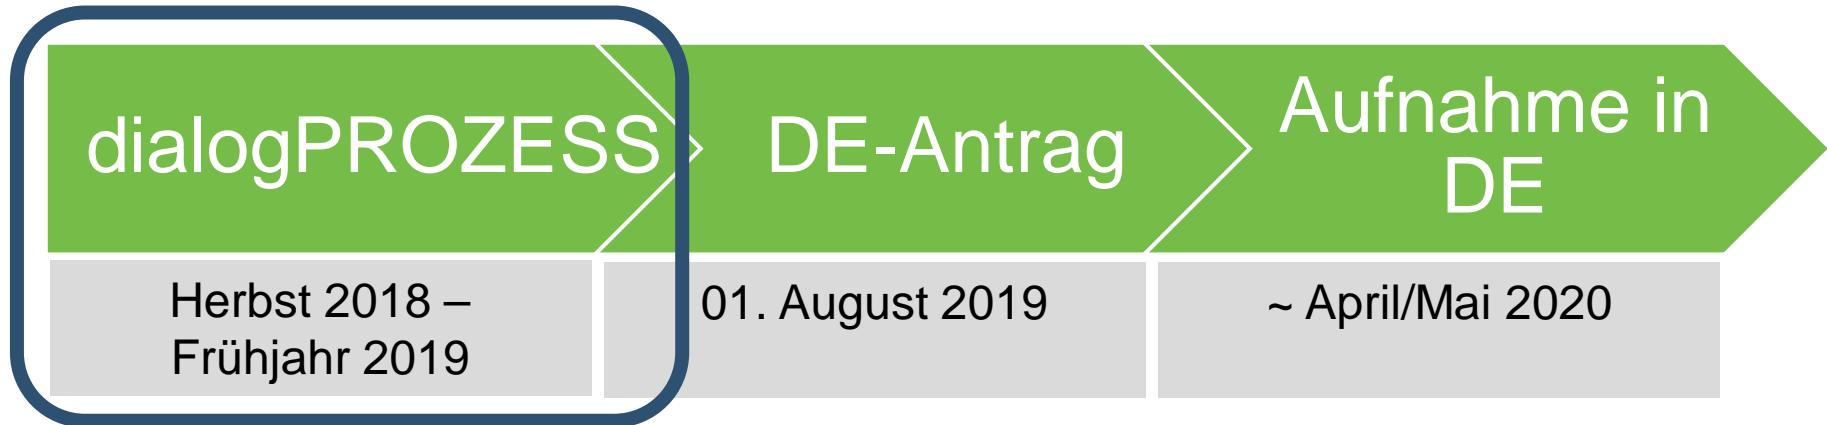 dialogPROZESS
DE-Antrag
Aufnahme in
DE
Herbst 2018 –
Frühjahr 2019
01. August 2019
~ April/Mai 2020